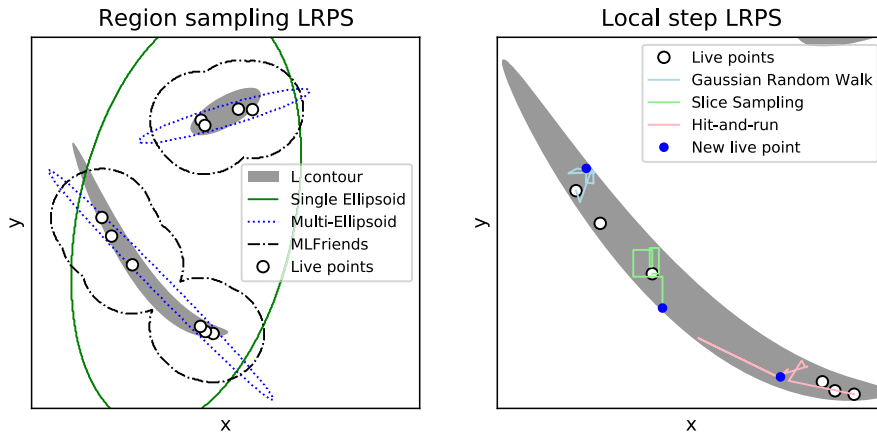 Region sampling LRPS
L contour
Single Ellipsoid
Multi-Ellipsoid
MLFriends
Live points
y
x
Local step LRPS
Live points
Gaussian Random Walk
Slice Sampling
Hit-and-run
New live point
y
x